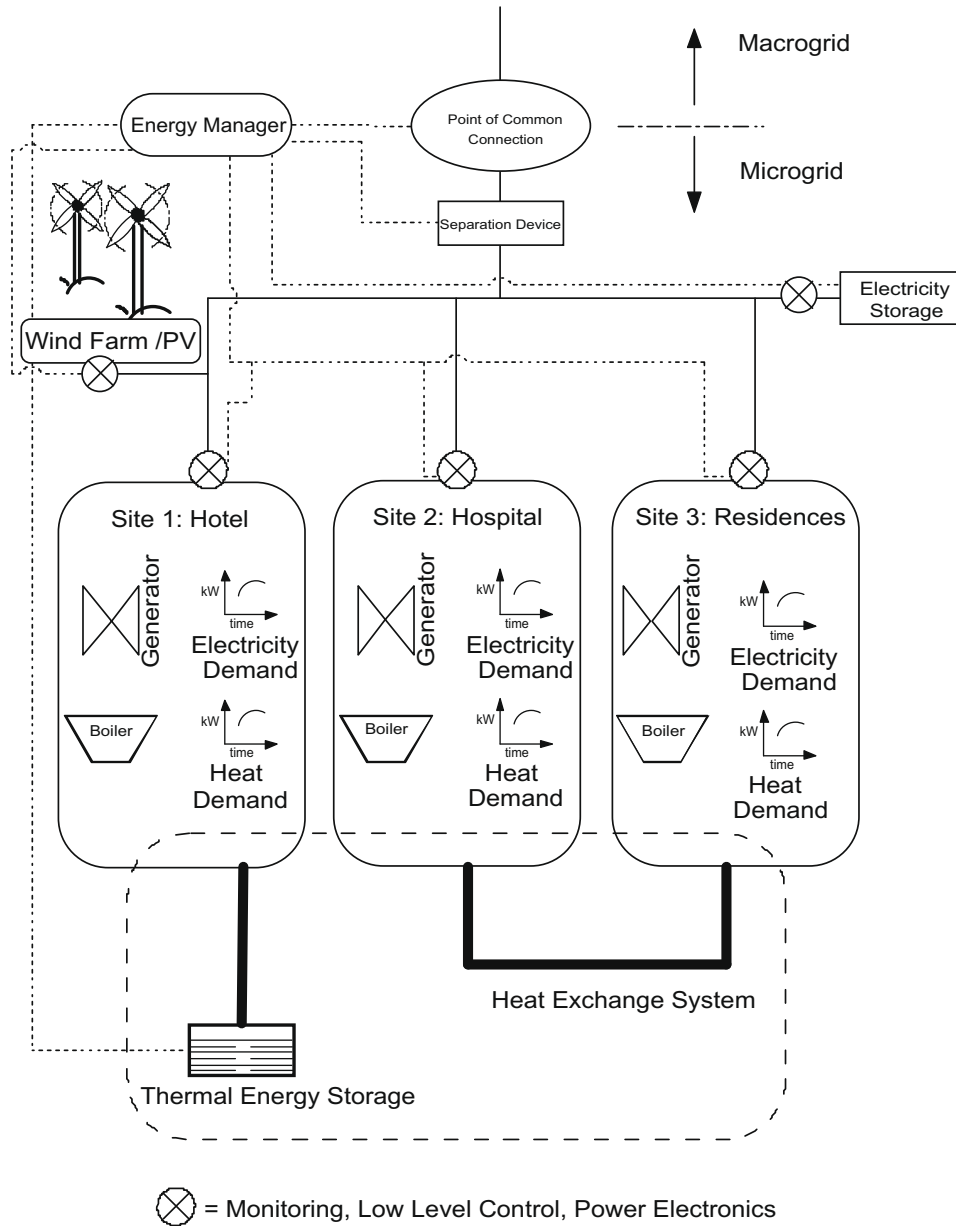 Macrogrid
Energy Manager
Point of Common
Connection
Microgrid
Separation Device
Electricity
Storage
Wind Farm /PV
Site 1: Hotel
Generator
kW
time
Electricity
Demand
Boiler
kW
time
Heat
Demand
Site 2: Hospital
Generator
kW
time
Electricity
Demand
Boiler
kW
time
Heat
Demand
Site 3: Residences
Generator
kW
time
Electricity
Demand
Boiler
kW
time
Heat
Demand
Heat Exchange System
Thermal Energy Storage
= Monitoring, Low Level Control, Power Electronics